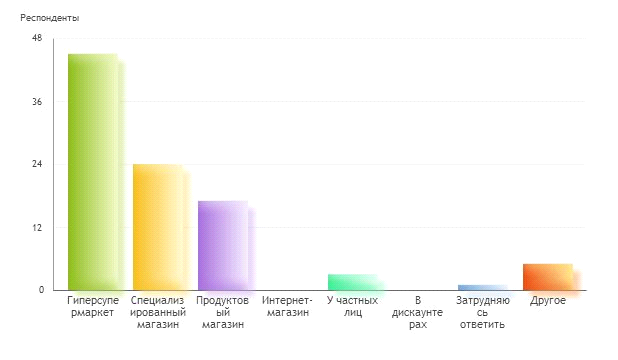 Респонденты
48
36
24
12
0
Гиперсупе
рмаркет
Специализ
ированный
магазин
Продуктов
ый
магазин
Интернет-
магазин
У частных
лиц
В
дисконте
рах
Затрудняю
сь
ответить
Другое